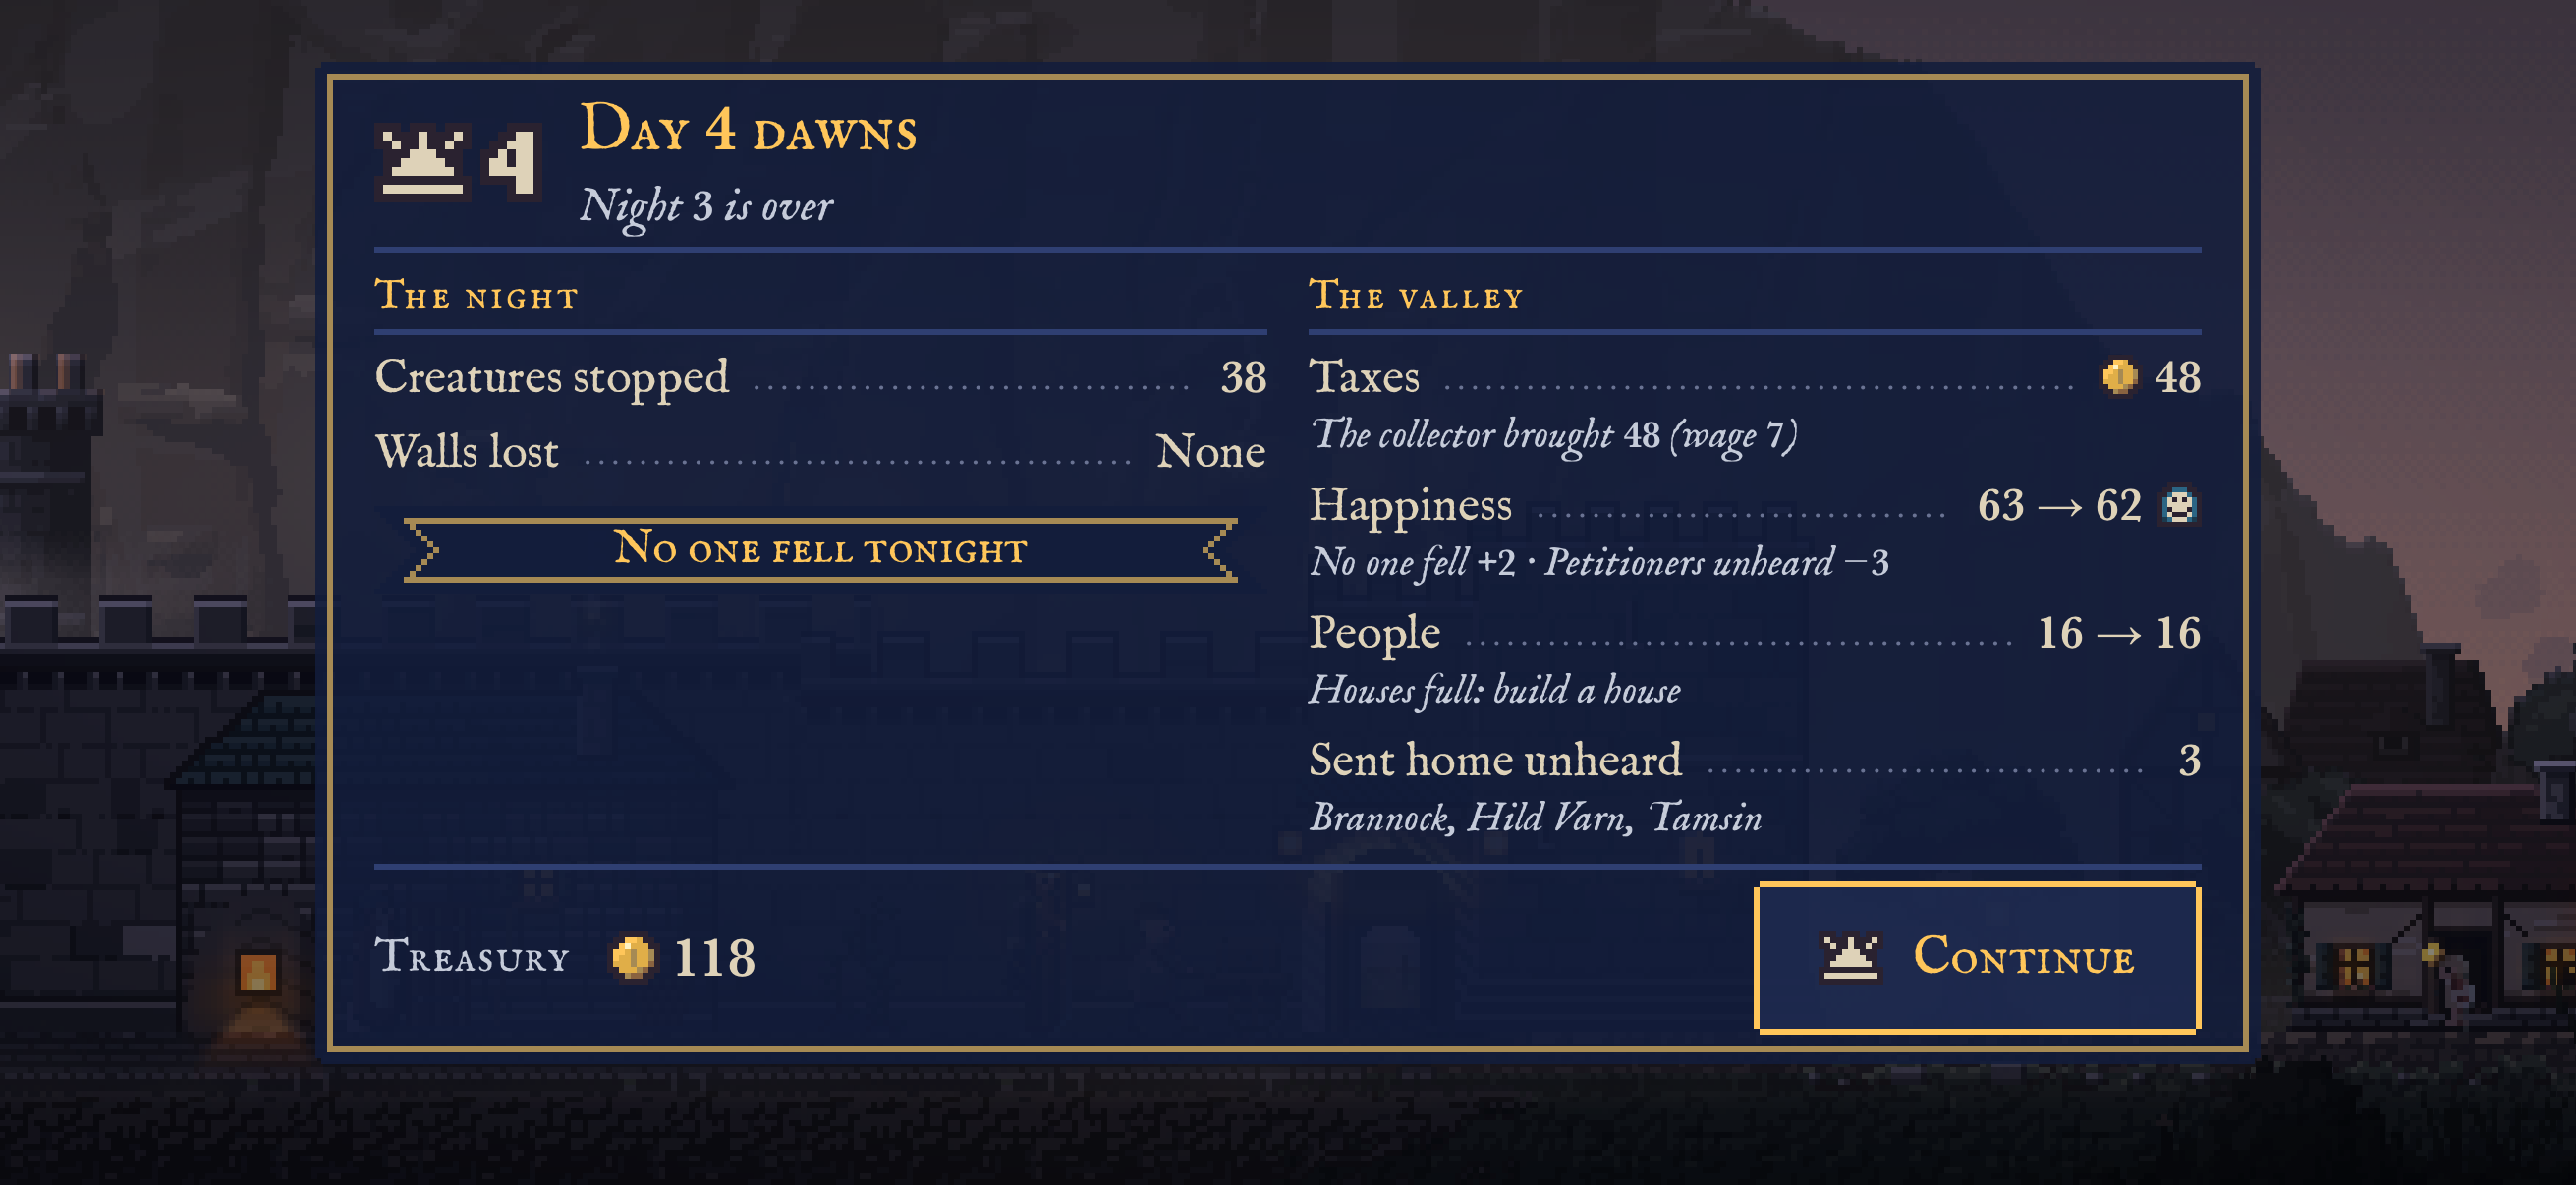 4
Day 4 dawns
Night 3 is over
The night
Creatures stopped 38
Walls lost None
No one fell tonight
The valley
Taxes 48
The collector brought 48 (wage 7)
Happiness 63 → 62
No one fell +2 · Petitioners unheard −3
People 16 → 16
Houses full: build a house
Sent home unheard 3
Brannock, Hild Varn, Tamsin
Treasury 118
Continue